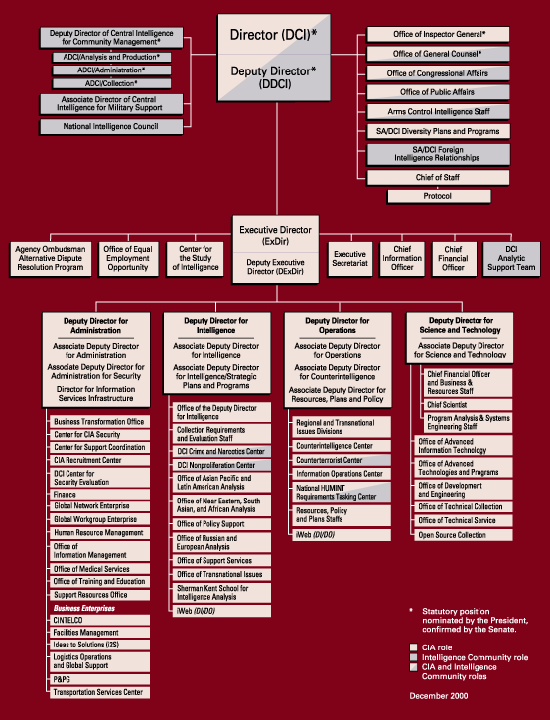 Deputy Director of Central Intelligence
for Community Management*
ADCI/Analysis and Production*
ADCI/Administration*
ADCI/Collection*
Associate Director of Central
Intelligence for Military Support
National Intelligence Council
Director (DCI)*
Deputy Director*
(DDCI)
Office of Inspector General*
Office of General Counsel*
Office of Congressional Affairs
Office of Public Affairs
Arms Control Intelligence Staff
SA/DCI Diversity Plans and Programs
SA/DCI Foreign
Intelligence Relationships
Chief of Staff
Protocol
Executive Director
(ExDir)
Deputy Executive
Director (DExDir)
Agency Ombudsman
Alternative Dispute
Resolution Program
Office of Equal
Employment
Opportunity
Center for
the Study
of Intelligence
Executive
Secretariat
Chief
Information
Officer
Chief
Financial
Officer
DCI
Analytic
Support Team
Deputy Director for
Administration
Associate Deputy Director
for Administration
Associate Deputy Director for
Administration for Security
Director for Information
Services Infrastructure
Business Transformation Office
Center for CIA Security
Center for Support Coordination
CIA Recruitment Center
DCI Center for
Security Evaluation
Finance
Global Network Enterprise
Global Workgroup Enterprise
Human Resource Management
Office of
Information Management
Office of Medical Services
Office of Training and Education
Support Resources Office
Business Enterprises
CINTELCO
Facilities Management
Ideas to Solutions (I2S)
Logistics Operations
and Global Support
P&PG
Transportation Services Center
Deputy Director for
Intelligence
Associate Deputy Director
for Intelligence
Associate Deputy Director
for Intelligence/Strategic
Plans and Programs
Office of the Deputy Director
for Intelligence
Collection Requirements
and Evaluation Staff
DCI Crime and Narcotics Center
DCI Nonproliferation Center
Office of Asian Pacific and
Latin American Analysis
Office of Near Eastern, South
Asian, and African Analysis
Office of Policy Support
Office of Russian and
European Analysis
Office of Support Services
Office of Transnational Issues
Sherman Kent School for
Intelligence Analysis
iWeb (DI/DO)
Deputy Director for
Operations
Associate Deputy Director
for Operations
Associate Deputy Director
for Counterintelligence
Associate Deputy Director for
Resources, Plans and Policy
Regional and Transnational
Issues Divisions
Counterintelligence Center
Counterterrorist Center
Information Operations Center
National HUMINT
Requirements Tasking Center
Resources, Policy
and Plans Staffs
iWeb (DI/DO)
Deputy Director for
Science and Technology
Associate Deputy Director
for Science and Technology
Chief Financial Officer
and Business &
Resources Staff
Chief Scientist
Program Analysis & Systems
Engineering Staff
Office of Advanced
Information Technology
Office of Advanced
Technologies and Programs
Office of Development
and Engineering
Office of Technical Collection
Office of Technical Service
Open Source Collection
* Statutory position
nominated by the President,
confirmed by the Senate.
CIA role
Intelligence Community role
CIA and Intelligence
Community roles
December 2000